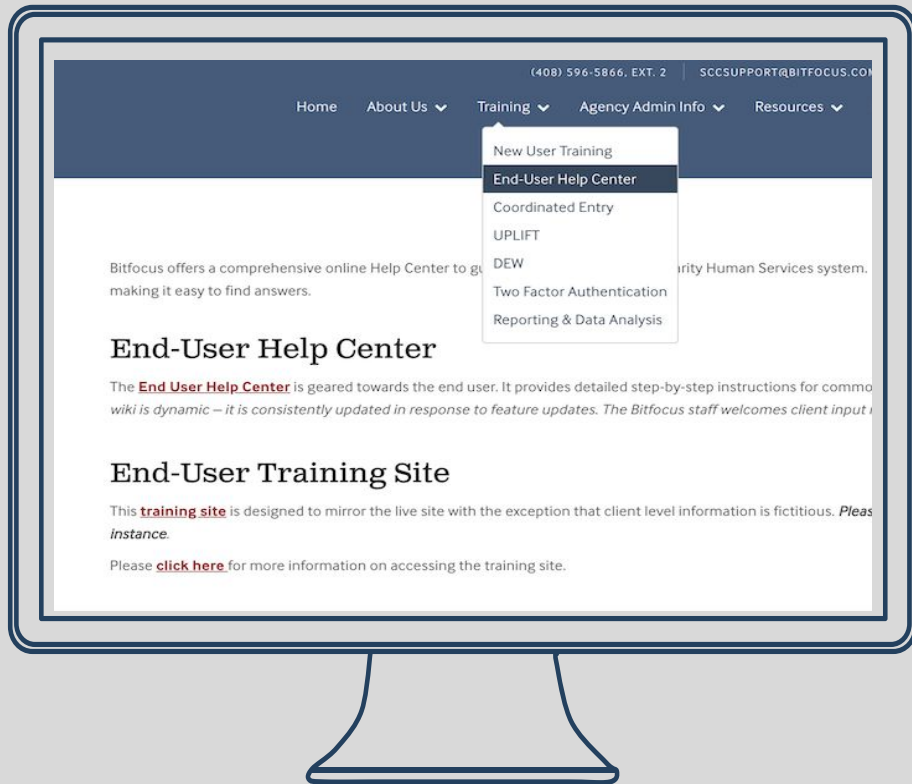 (408) 596-5866, EXT. 2 SCCSUPPORT@BITFOCUS.COM
Home About Us Training Agency Admin Info Resources
New User Training
End-User Help Center
Coordinated Entry
UPLIFT
DEW
Two Factor Authentication
Reporting & Data Analysis
Bitfocus offers a comprehensive online Help Center to Human Services system.
making it easy to find answers.
End-User Help Center
The End User Help Center is geared towards the end user. It provides detailed step-by-step instructions for
wiki is dynamic – it is consistently updated in response to feature updates. The Bitfocus staff welcomes client input
End-User Training Site
This training site is designed to mirror the live site with the exception that client level information is fictitious.
instance.
Please click here for more information on accessing the training site.